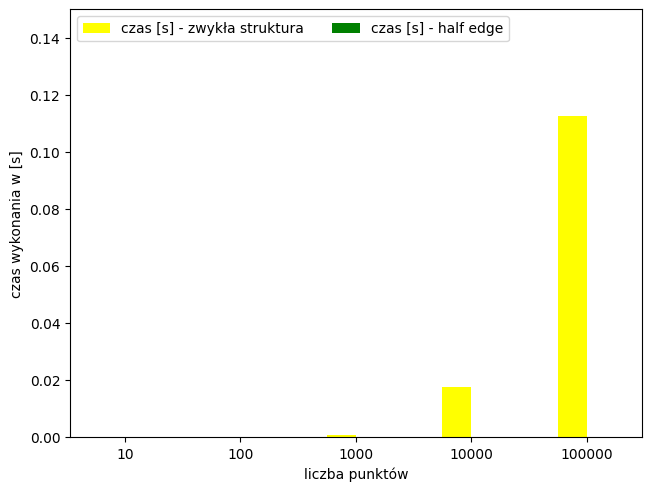 czas [s] - zwykła struktura
czas [s] - half edge
0.14
0.12
0.10
0.08
0.06
0.04
0.02
0.00
czas wykonania w [s]
10 100 1000 10000 100000
liczba punktów